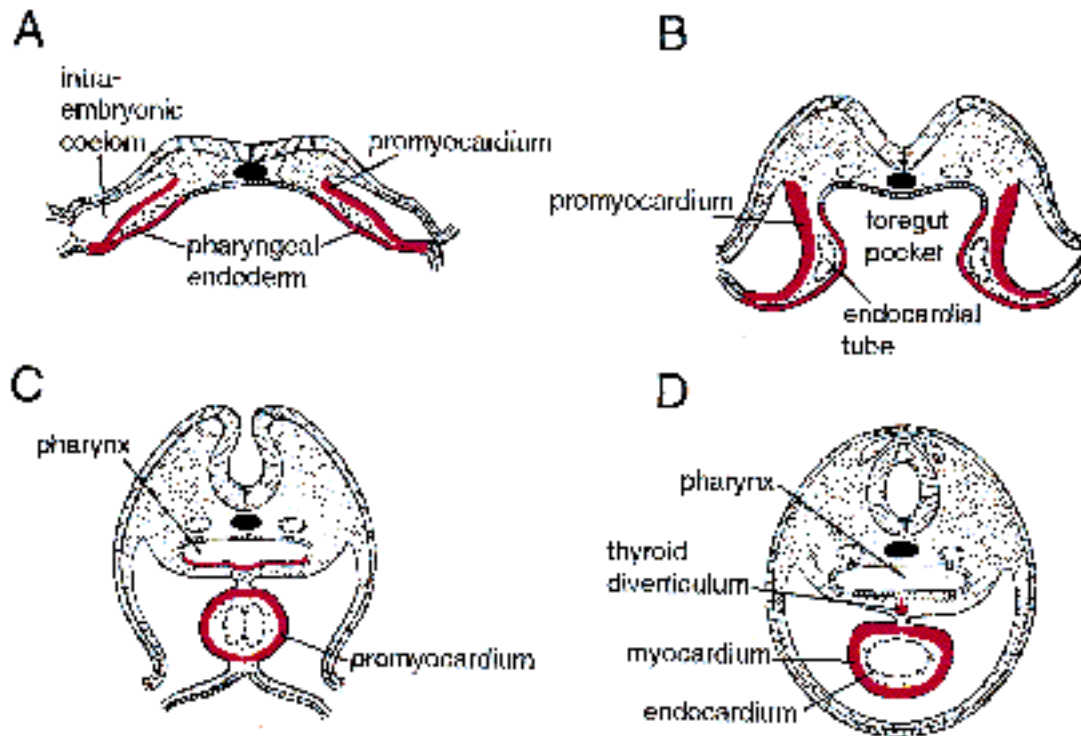 A
intra-
embryonic
coelom
promyocardium
pharyngeal
endoderm
B
promyocardium
foregut
pocket
endocardial
tube
C
pharynx
promyocardium
D
pharynx
thyroid
diverticulum
myocardium
endocardium